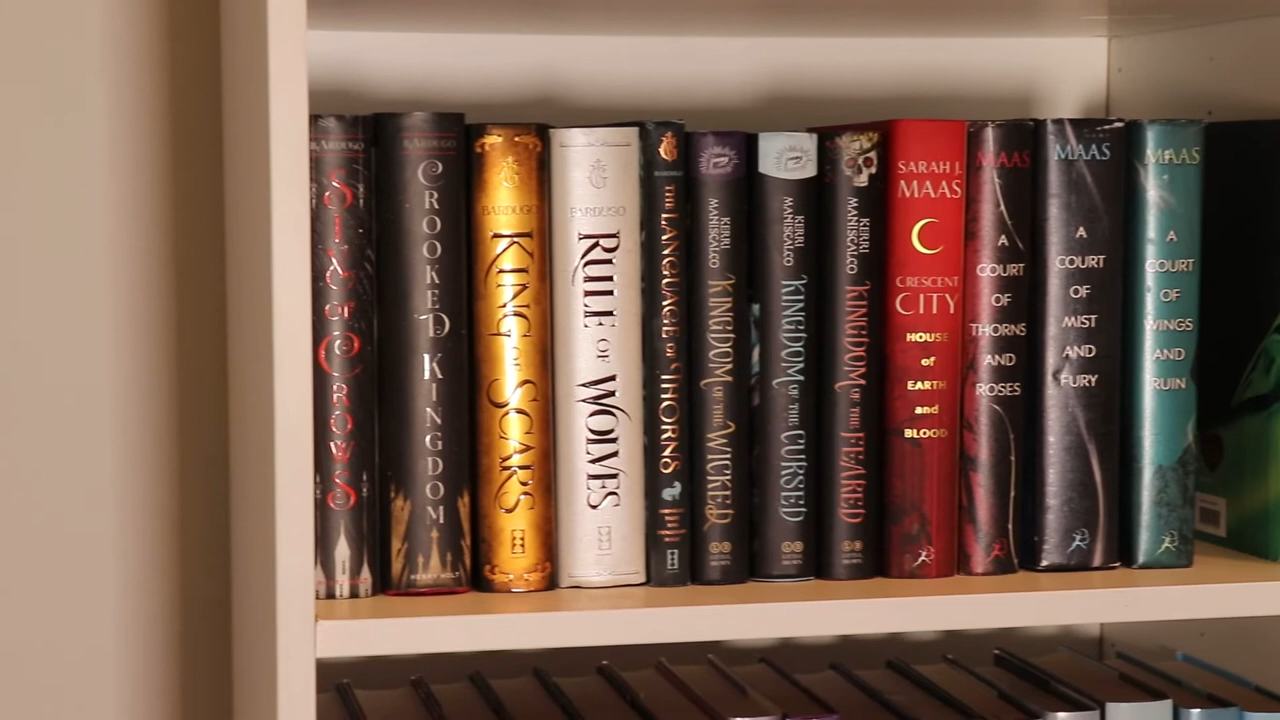 BARDUGO
SIX OF CROWS
BARDUGO
CROOKED KINGDOM
HENRY HOLT
BARDUGO
KING OF SCARS
BARDUGO
RULE OF WOLVES
BARDUGO
THE LANGUAGE OF THORNS
KERRI
MANISCALCO
KINGDOM OF THE WICKED
KERRI
MANISCALCO
KINGDOM OF THE CURSED
KERRI
MANISCALCO
KINGDOM OF THE FEARED
SARAH J.
MAAS
CRESCENT
CITY
HOUSE
of
EARTH
and
BLOOD
MAAS
A
COURT
OF
THORNS
AND
ROSES
MAAS
A
COURT
OF
MIST
AND
FURY
MAAS
A
COURT
OF
WINGS
AND
RUIN